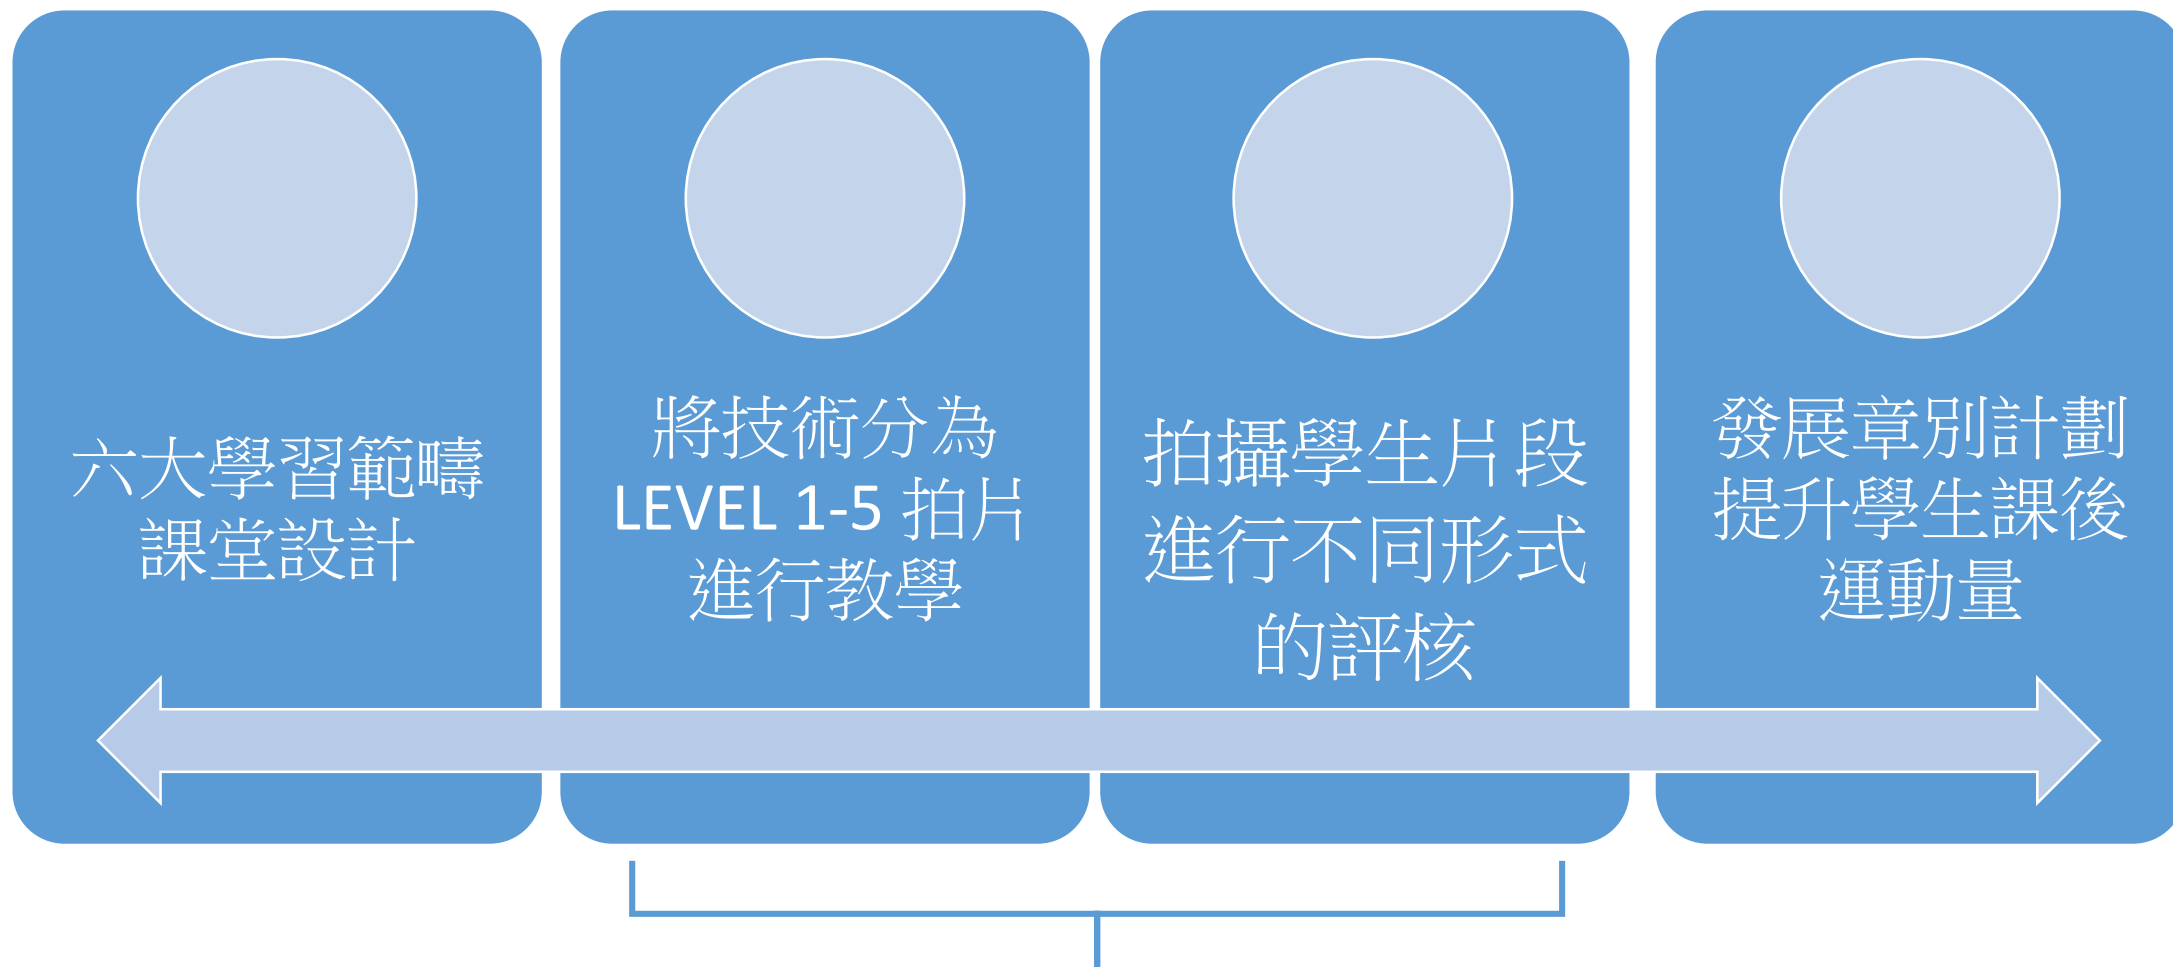 六大學習範疇
課堂設計
將技術分為
LEVEL 1-5 拍片
進行教學
拍攝學生片段
進行不同形式
的評核
發展章別計劃
提升學生課後
運動量